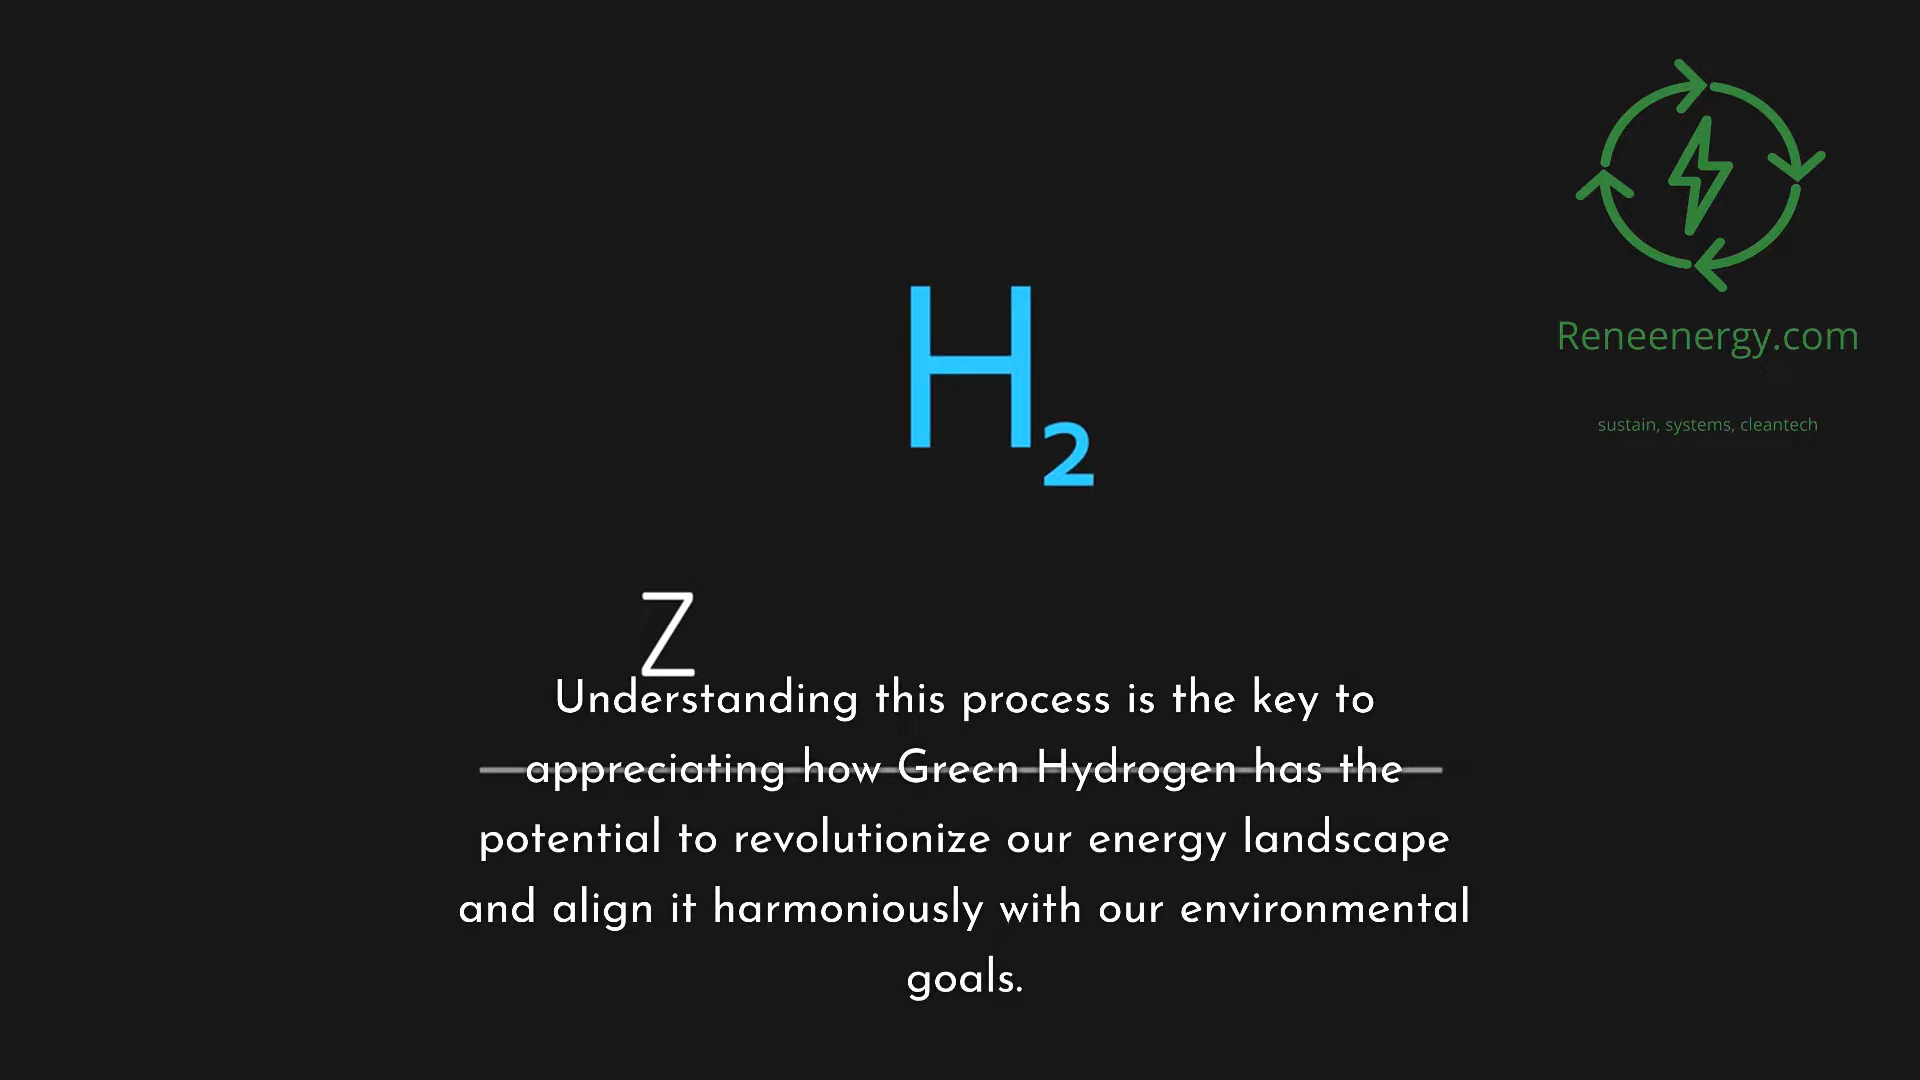 Reneenergy.com
sustain, systems, cleantech
H₂
Z
Understanding this process is the key to
appreciating how Green Hydrogen has the
potential to revolutionize our energy landscape
and align it harmoniously with our environmental
goals.